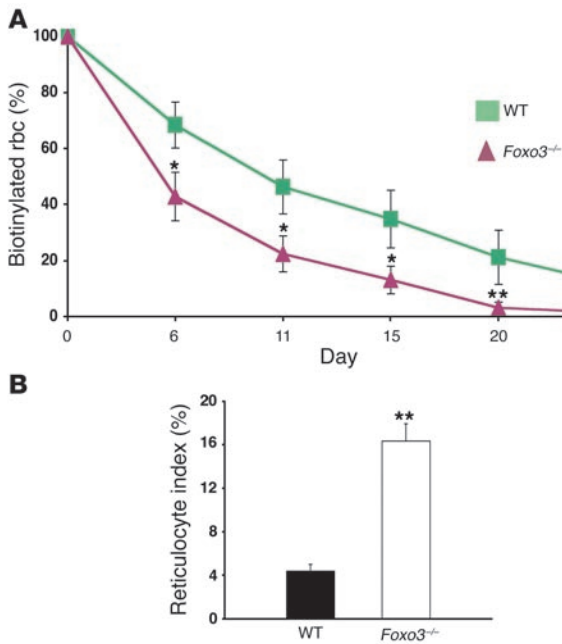 A
Biotinylated rbc (%)
100
80
60
40
20
0
WT
Foxo3⁻/⁻
*
*
*
**
0 6 11 15 20
Day
B
Reticulocyte index (%)
20
16
12
8
4
0
**
WT Foxo3⁻/⁻